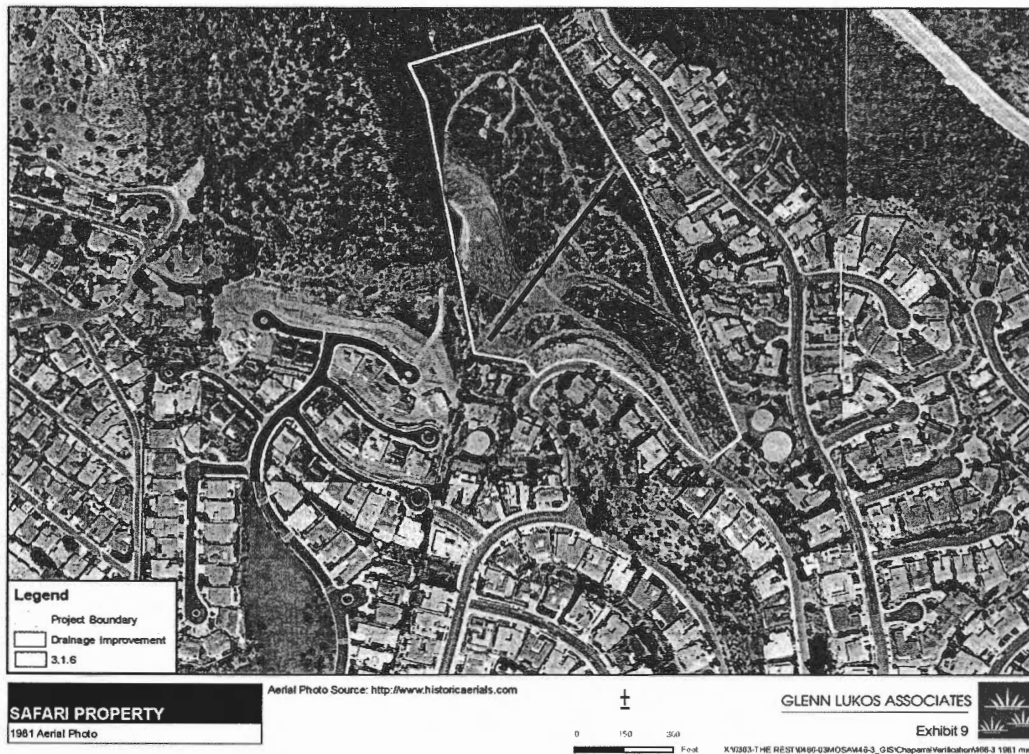 Legend
Project Boundary
Drainage Improvement
3.1.6
SAFARI PROPERTY
1981 Aerial Photo
Aerial Photo Source: http://www.historicaerials.com
0 150 300
Feet
GLENN LUKOS ASSOCIATES
Exhibit 9